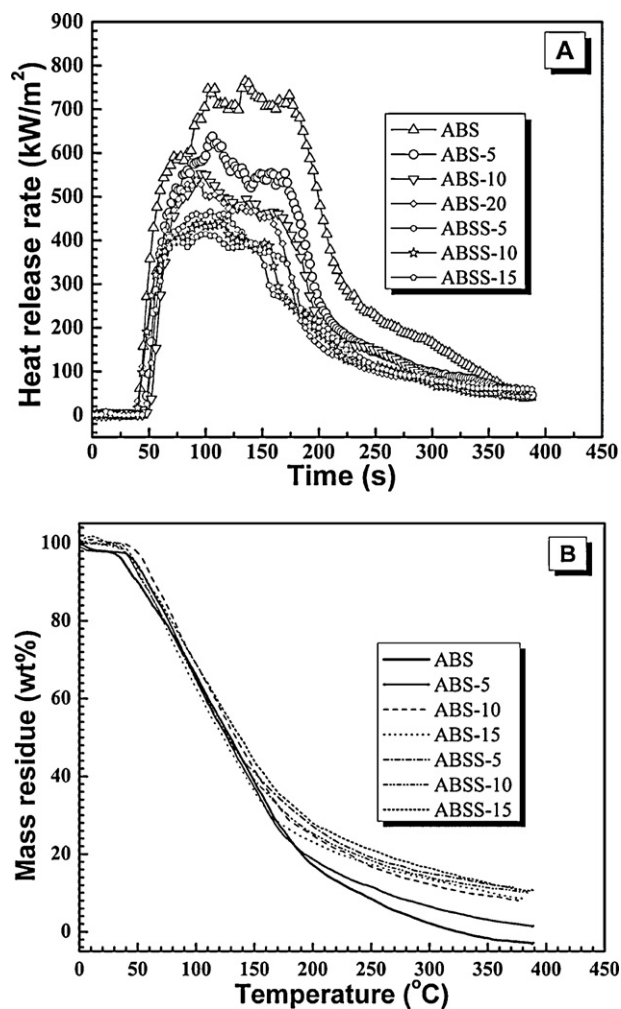 A
900
800
700
600
500
400
300
200
100
0
Heat release rate (kW/m²)
ABS
ABS-5
ABS-10
ABS-20
ABSS-5
ABSS-10
ABSS-15
0 50 100 150 200 250 300 350 400 450
Time (s)
B
100
80
60
40
20
0
Mass residue (wt%)
ABS
ABS-5
ABS-10
ABS-15
ABSS-5
ABSS-10
ABSS-15
0 50 100 150 200 250 300 350 400 450
Temperature (°C)